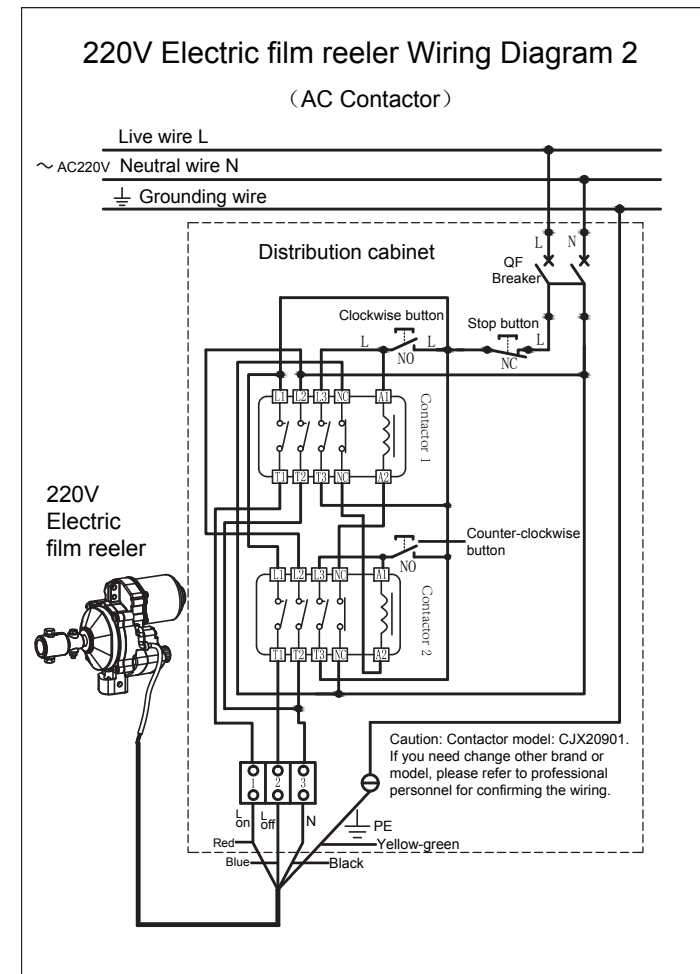 220V Electric film reeler Wiring Diagram 2
（AC Contactor）
Live wire L
～ AC220V Neutral wire N
Grounding wire
Distribution cabinet
L N
QF
Breaker
Clockwise button
L L
NO
Stop button
L
NC
L1 L2 L3 NC A1
Contactor 1
T1 T2 T3 NC A2
220V
Electric
film reeler
Counter-clockwise
button
NO
L1 L2 L3 NC A1
Contactor 2
T1 T2 T3 NC A2
Caution: Contactor model: CJX20901.
If you need change other brand or
model, please refer to professional
personnel for confirming the wiring.
1 2 3
L on L off N
PE
Red
Yellow-green
Blue
Black